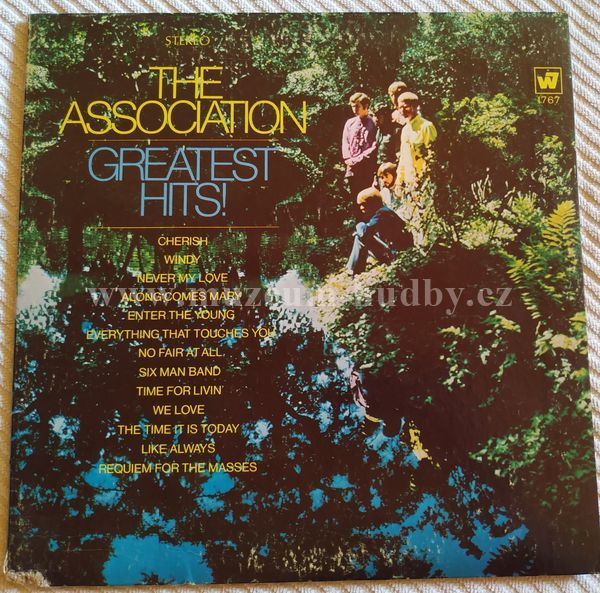 STEREO
THE
ASSOCIATION
GREATEST
HITS!
W7
1767
CHERISH
WINDY
NEVER MY LOVE
ALONG COMES MARY
ENTER THE YOUNG
EVERYTHING THAT TOUCHES YOU
NO FAIR AT ALL
SIX MAN BAND
TIME FOR LIVIN'
WE LOVE
THE TIME IT IS TODAY
LIKE ALWAYS
REQUIEM FOR THE MASSES